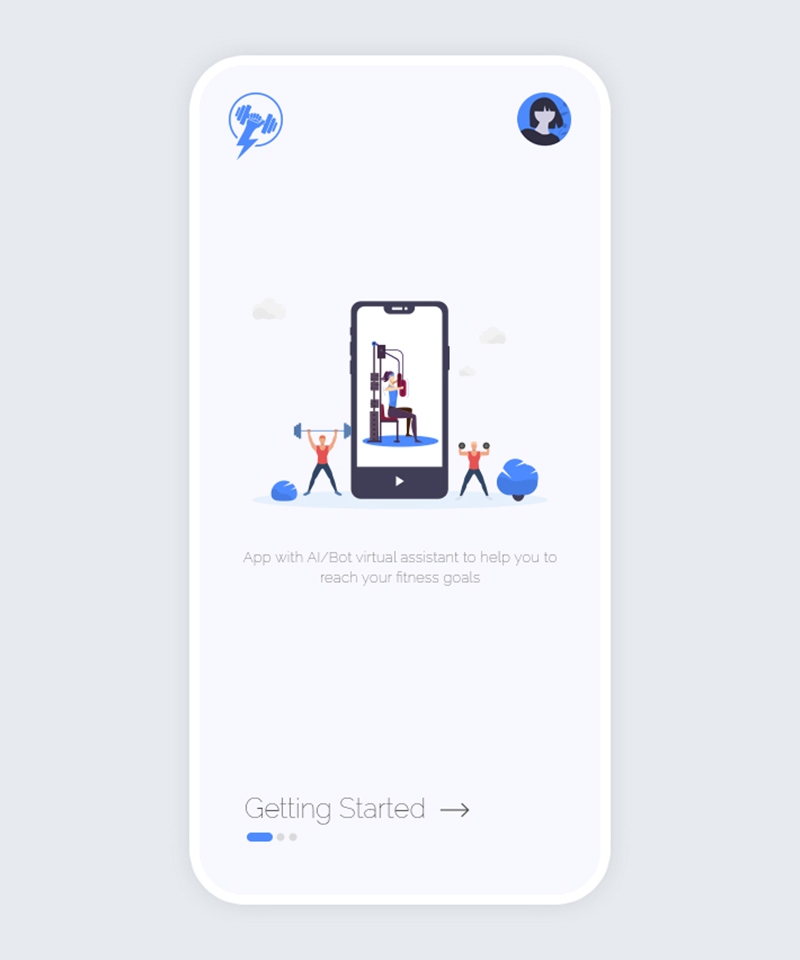 App with AI/Bot virtual assistant to help you to
reach your fitness goals
Getting Started